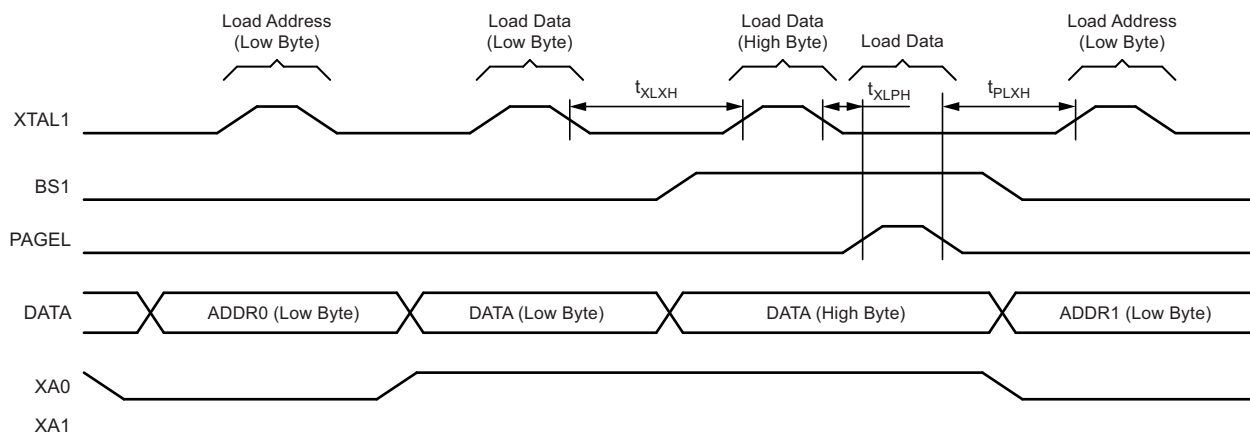 Load Address
(Low Byte)
Load Data
(Low Byte)
Load Data
(High Byte)
Load Data
Load Address
(Low Byte)
tXLXH
tXLPH
tPLXH
XTAL1
BS1
PAGEL
DATA
ADDR0 (Low Byte)
DATA (Low Byte)
DATA (High Byte)
ADDR1 (Low Byte)
XA0
XA1